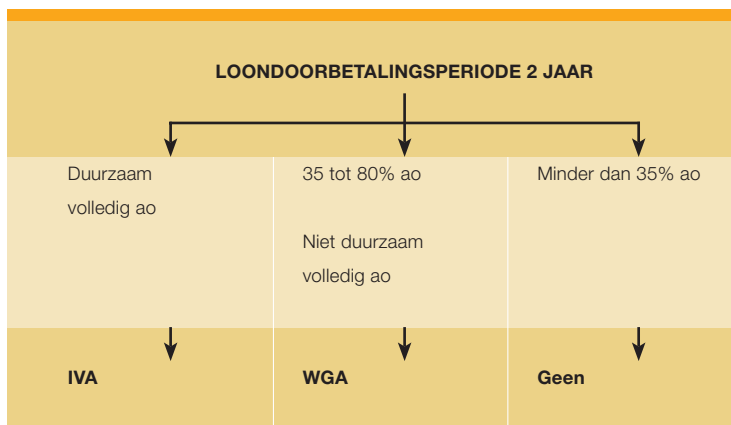 LOONDOORBETALINGSPERIODE 2 JAAR
Duurzaam
volledig ao
35 tot 80% ao
Niet duurzaam
volledig ao
Minder dan 35% ao
IVA
WGA
Geen